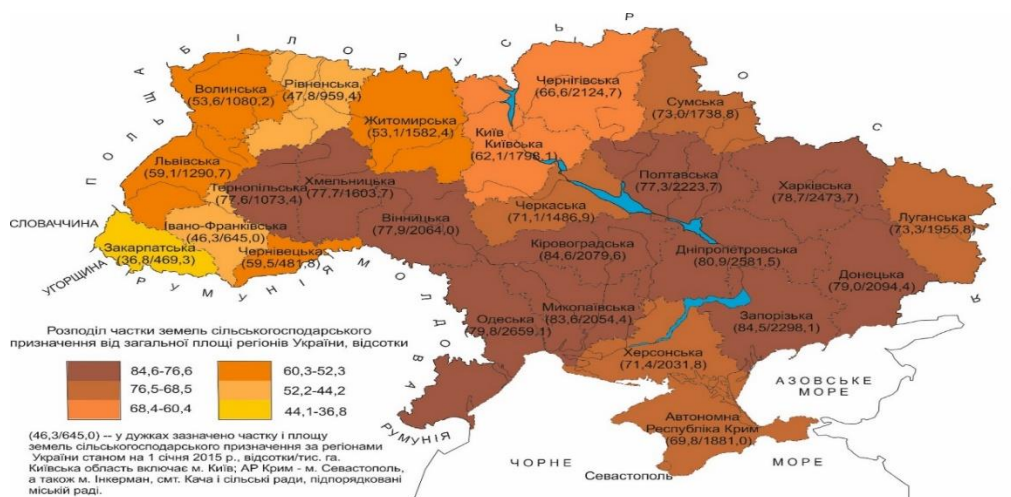 БІЛОРУСЬ
РОСІЯ
ПОЛЬЩА
СЛОВАЧЧИНА
УГОРЩИНА
РУМУНІЯ
МОЛДОВА
РУМУНІЯ
Волинська
(53,6/1080,2)
Рівненська
(47,8/959,4)
Житомирська
(53,1/1582,4)
Київ
Київська
(62,1/1798,1)
Чернігівська
(66,6/2124,7)
Сумська
(73,0/1738,8)
Львівська
(59,1/1290,7)
Тернопільська
(77,6/1073,4)
Хмельницька
(77,7/1603,7)
Вінницька
(77,9/2064,0)
Черкаська
(71,1/1486,9)
Полтавська
(77,3/2223,7)
Харківська
(78,7/2473,7)
Луганська
(73,3/1955,8)
Івано-Франківська
(46,3/645,0)
Закарпатська
(36,8/469,3)
Чернівецька
(59,5/481,8)
Кіровоградська
(84,6/2079,6)
Дніпропетровська
(80,9/2581,5)
Донецька
(79,0/2094,4)
Одеська
(79,8/2659,1)
Миколаївська
(83,6/2054,4)
Запорізька
(84,5/2298,1)
Херсонська
(71,4/2031,8)
Автономна
Республіка Крим
(69,8/1881,0)
Севастополь
АЗОВСЬКЕ
МОРЕ
ЧОРНЕ
МОРЕ
Розподіл частки земель сільськогосподарського
призначення від загальної площі регіонів України, відсотки
84,6-76,6
76,5-68,5
68,4-60,4
60,3-52,3
52,2-44,2
44,1-36,8
(46,3/645,0) -- у дужках зазначено частку і площу
земель сільськогосподарського призначення за регіонами
України станом на 1 січня 2015 р., відсотки/тис. га.
Київська область включає м. Київ; АР Крим - м. Севастополь,
а також м. Інкерман, смт. Кача і сільські ради, підпорядковані
міській раді.